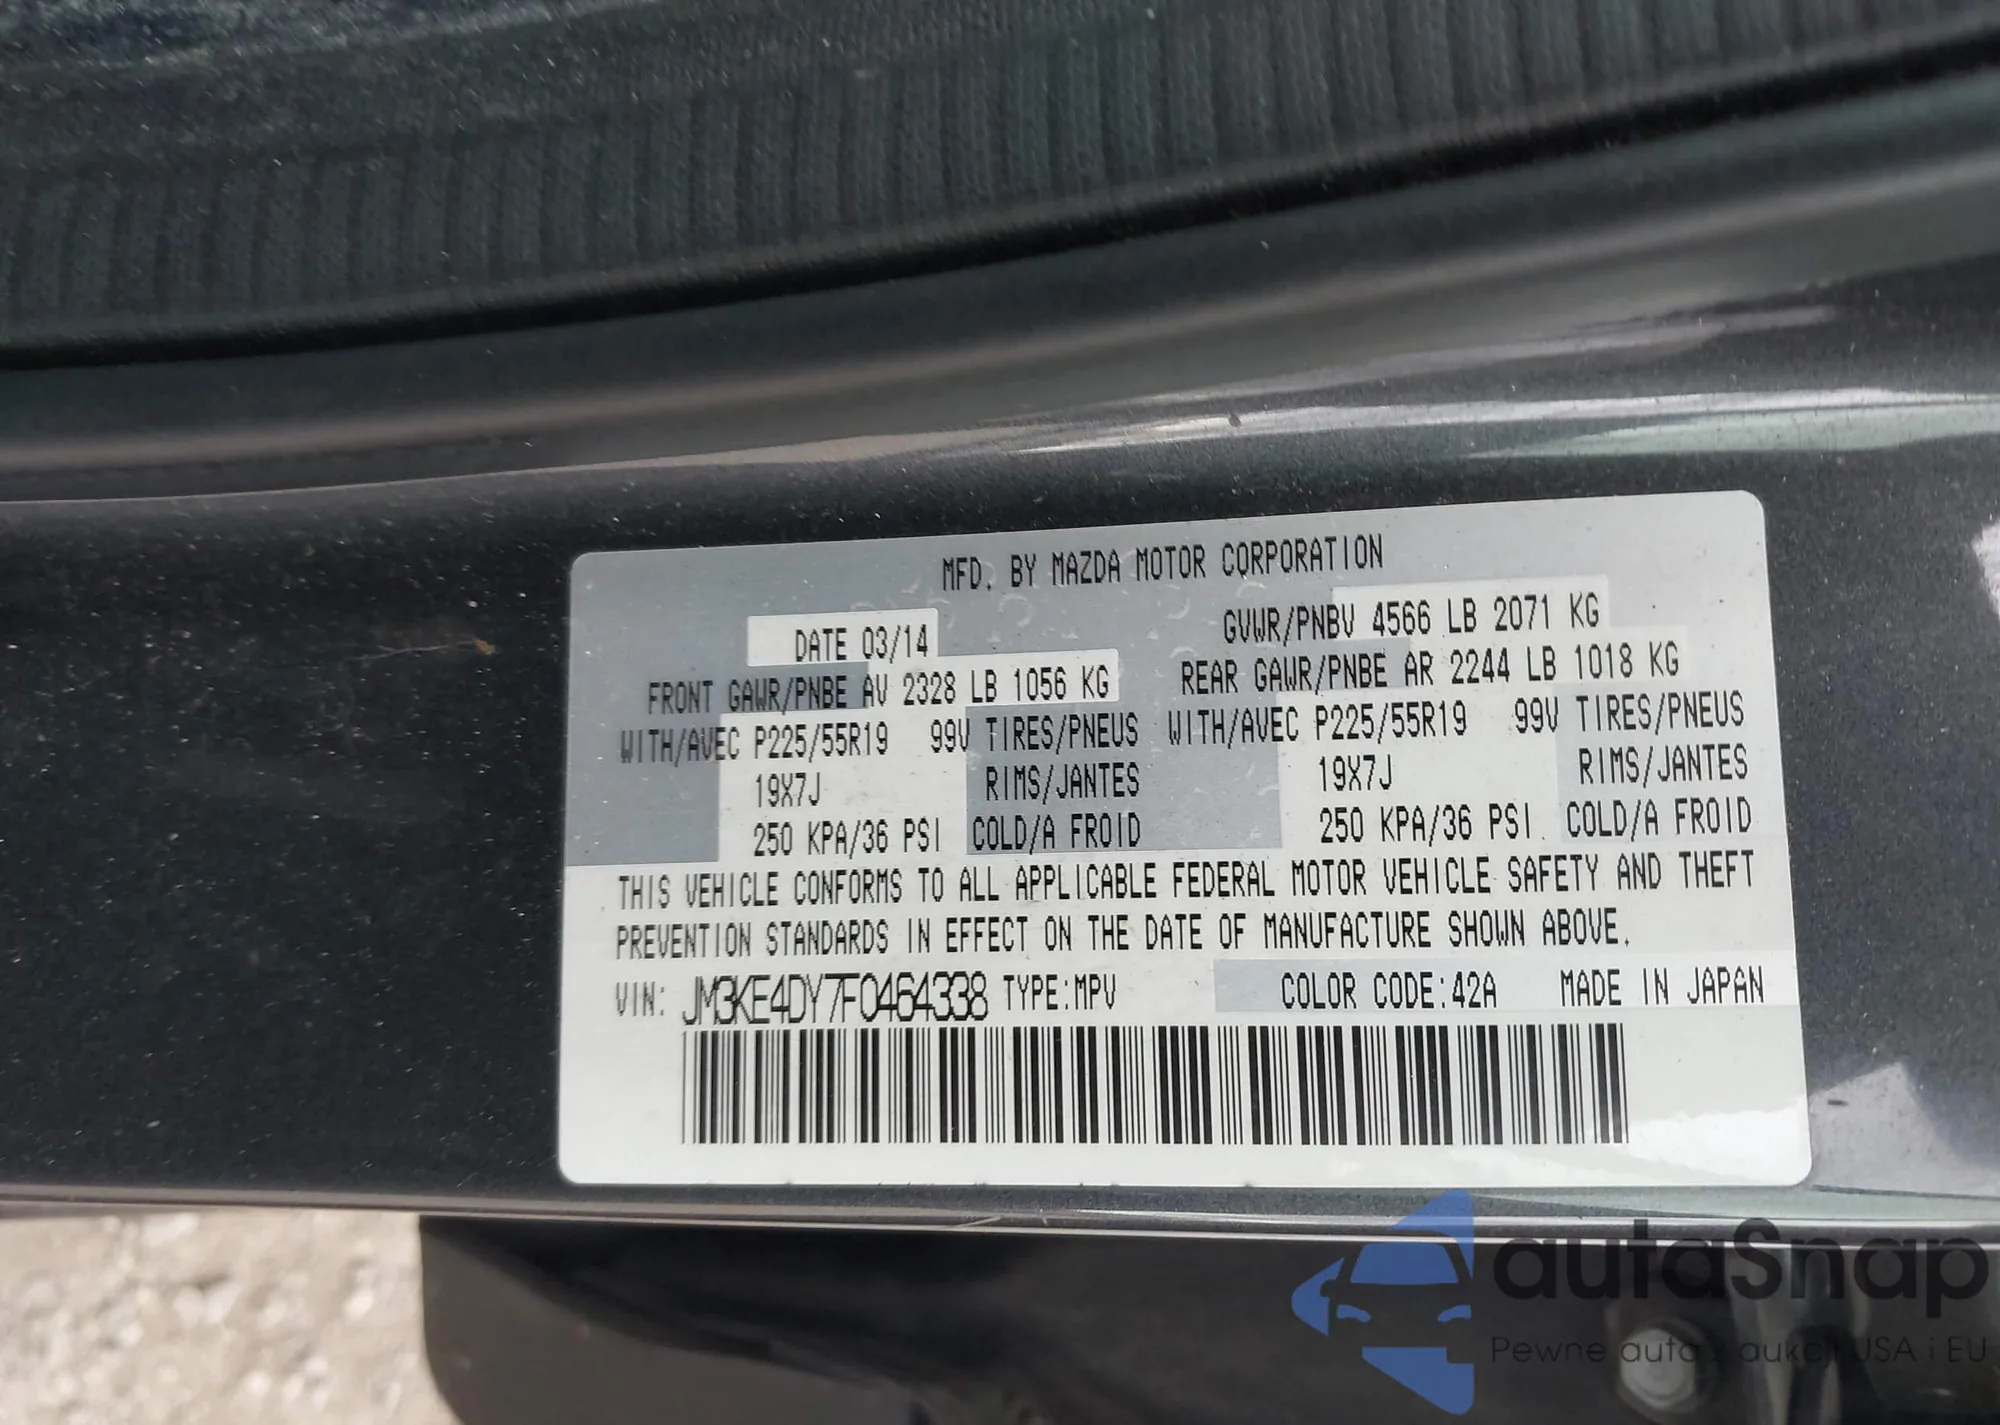 MFD. BY MAZDA MOTOR CORPORATION
DATE 03/14 GVWR/PNBV 4566 LB 2071 KG
FRONT GAWR/PNBE AV 2328 LB 1056 KG REAR GAWR/PNBE AR 2244 LB 1018 KG
WITH/AVEC P225/55R19 99V TIRES/PNEUS WITH/AVEC P225/55R19 99V TIRES/PNEUS
19X7J RIMS/JANTES 19X7J RIMS/JANTES
250 KPA/36 PSI COLD/A FROID 250 KPA/36 PSI COLD/A FROID
THIS VEHICLE CONFORMS TO ALL APPLICABLE FEDERAL MOTOR VEHICLE SAFETY AND THEFT
PREVENTION STANDARDS IN EFFECT ON THE DATE OF MANUFACTURE SHOWN ABOVE.
VIN: JM3KE4DY7F0464338 TYPE:MPV COLOR CODE:42A MADE IN JAPAN
autaSnap
Pewne auta z aukcji USA i EU